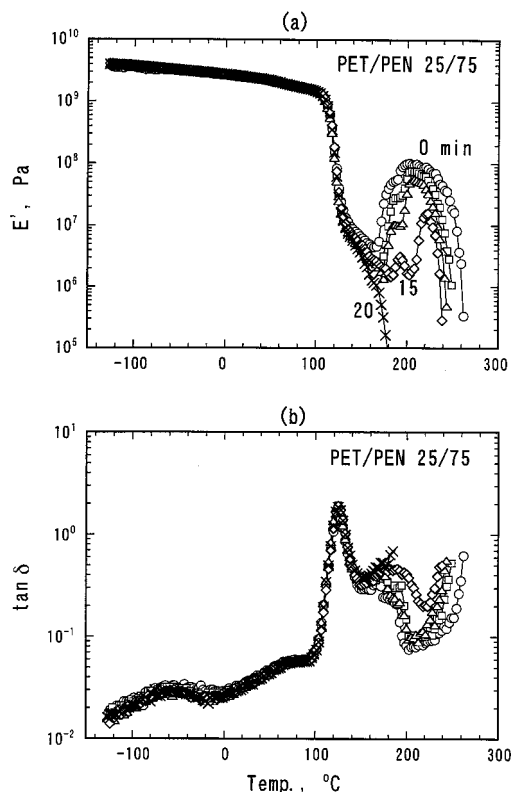 (a)
10^10
PET/PEN 25/75
10^9
0 min
10^8
E', Pa
10^7
15
10^6
20
10^5
-100 0 100 200 300
(b)
10^1
PET/PEN 25/75
10^0
tan δ
10^-1
10^-2
-100 0 100 200 300
Temp., °C